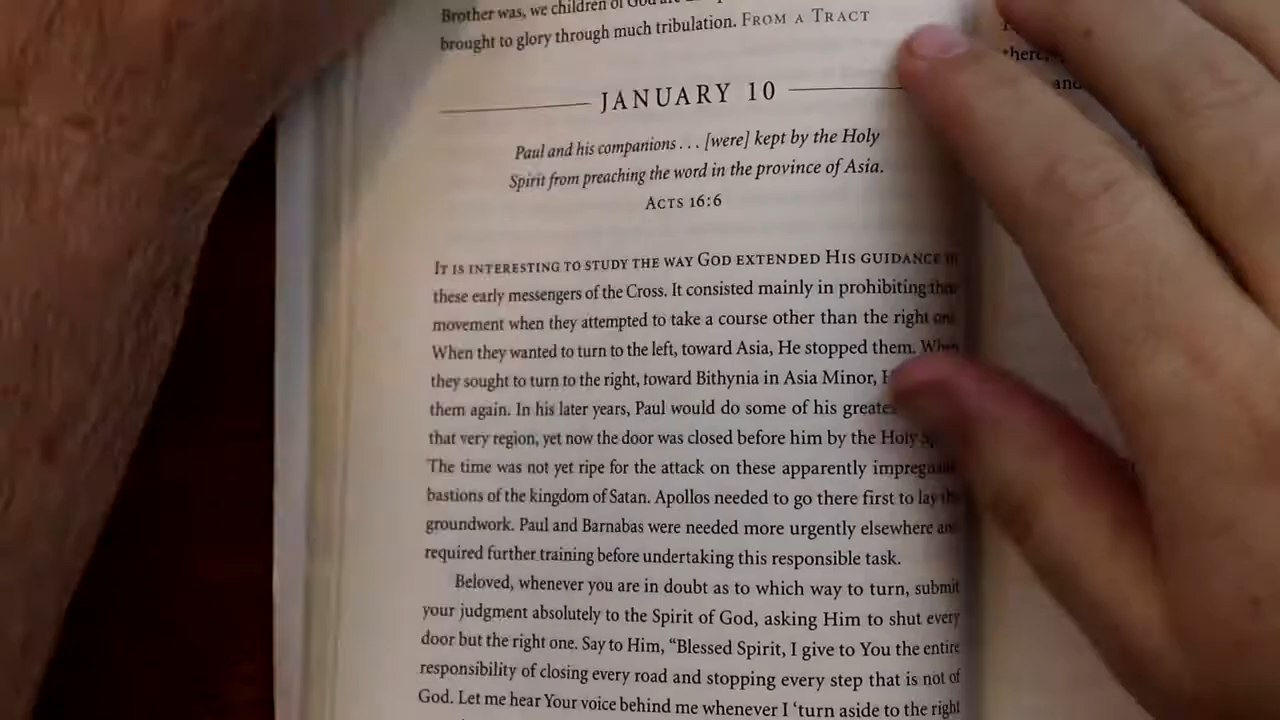 Brother was, we children of God are
brought to glory through much tribulation. FROM A TRACT
JANUARY 10
Paul and his companions . . . [were] kept by the Holy
Spirit from preaching the word in the province of Asia.
ACTS 16:6
IT IS INTERESTING TO STUDY THE WAY GOD EXTENDED HIS GUIDANCE
these early messengers of the Cross. It consisted mainly in prohibiting their
movement when they attempted to take a course other than the right one.
When they wanted to turn to the left, toward Asia, He stopped them. When
they sought to turn to the right, toward Bithynia in Asia Minor,
them again. In his later years, Paul would do some of his
that very region, yet now the door was closed before him by the Holy
The time was not yet ripe for the attack on these apparently
bastions of the kingdom of Satan. Apollos needed to go there first to lay the
groundwork. Paul and Barnabas were needed more urgently elsewhere and
required further training before undertaking this responsible task.
Beloved, whenever you are in doubt as to which way to turn, submit
your judgment absolutely to the Spirit of God, asking Him to shut every
door but the right one. Say to Him, “Blessed Spirit, I give to You the entire
responsibility of closing every road and stopping every step that is not of
God. Let me hear Your voice behind me whenever I ‘turn aside to the right
there,
and